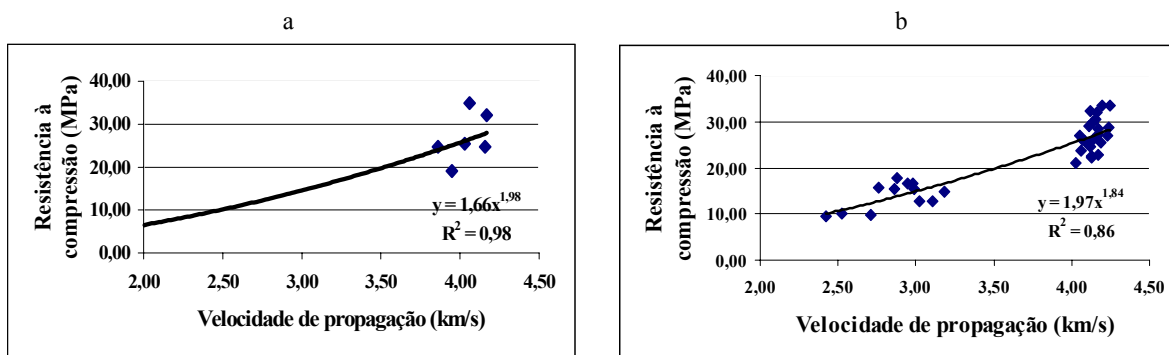 a
b
Resistência à
compressão (MPa)
40,00
30,00
20,00
10,00
0,00
y = 1,66x^1,98
R² = 0,98
2,00 2,50 3,00 3,50 4,00 4,50
Velocidade de propagação (km/s)
Resistência à
compressão (MPa)
40,00
30,00
20,00
10,00
0,00
y = 1,97x^1,84
R² = 0,86
2,00 2,50 3,00 3,50 4,00 4,50
Velocidade de propagação (km/s)